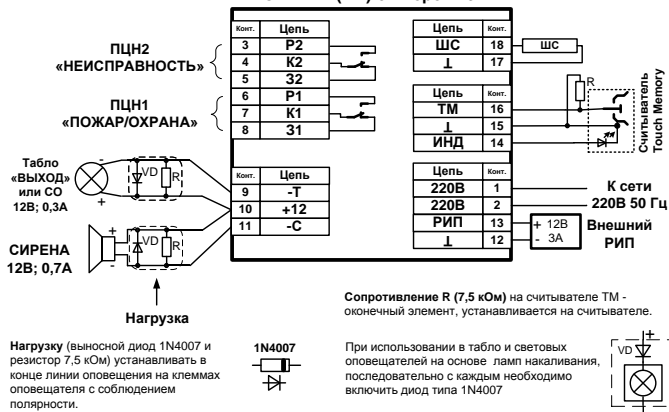 Конт. Цепь
3 Р2
4 К2
5 З2
6 Р1
7 К1
8 З1
ПЦН2
«НЕИСПРАВНОСТЬ»
ПЦН1
«ПОЖАР/ОХРАНА»
Цепь Конт.
ШС 18
⊥ 17
ШС
Цепь Конт.
ТМ 16
⊥ 15
ИНД 14
R
Считыватель
Touch Memory
Табло
«ВЫХОД»
или СО
12В; 0,3А
-
+
VD
R
СИРЕНА
12В; 0,7А
+
-
VD
R
Конт. Цепь
9 -Т
10 +12
11 -С
Цепь Конт.
220В 1
220В 2
РИП 13
⊥ 12
К сети
220В 50 Гц
+ 12В
- 3А
Внешний
РИП
Нагрузка
Сопротивление R (7,5 кОм) на считывателе ТМ -
оконечный элемент, устанавливается на считывателе.
Нагрузку (выносной диод 1N4007 и
резистор 7,5 кОм) устанавливать в
конце линии оповещения на клеммах
оповещателя с соблюдением
полярности.
1N4007
При использовании в табло и световых
оповещателей на основе ламп накаливания,
последовательно с каждым необходимо
включить диод типа 1N4007
+
VD